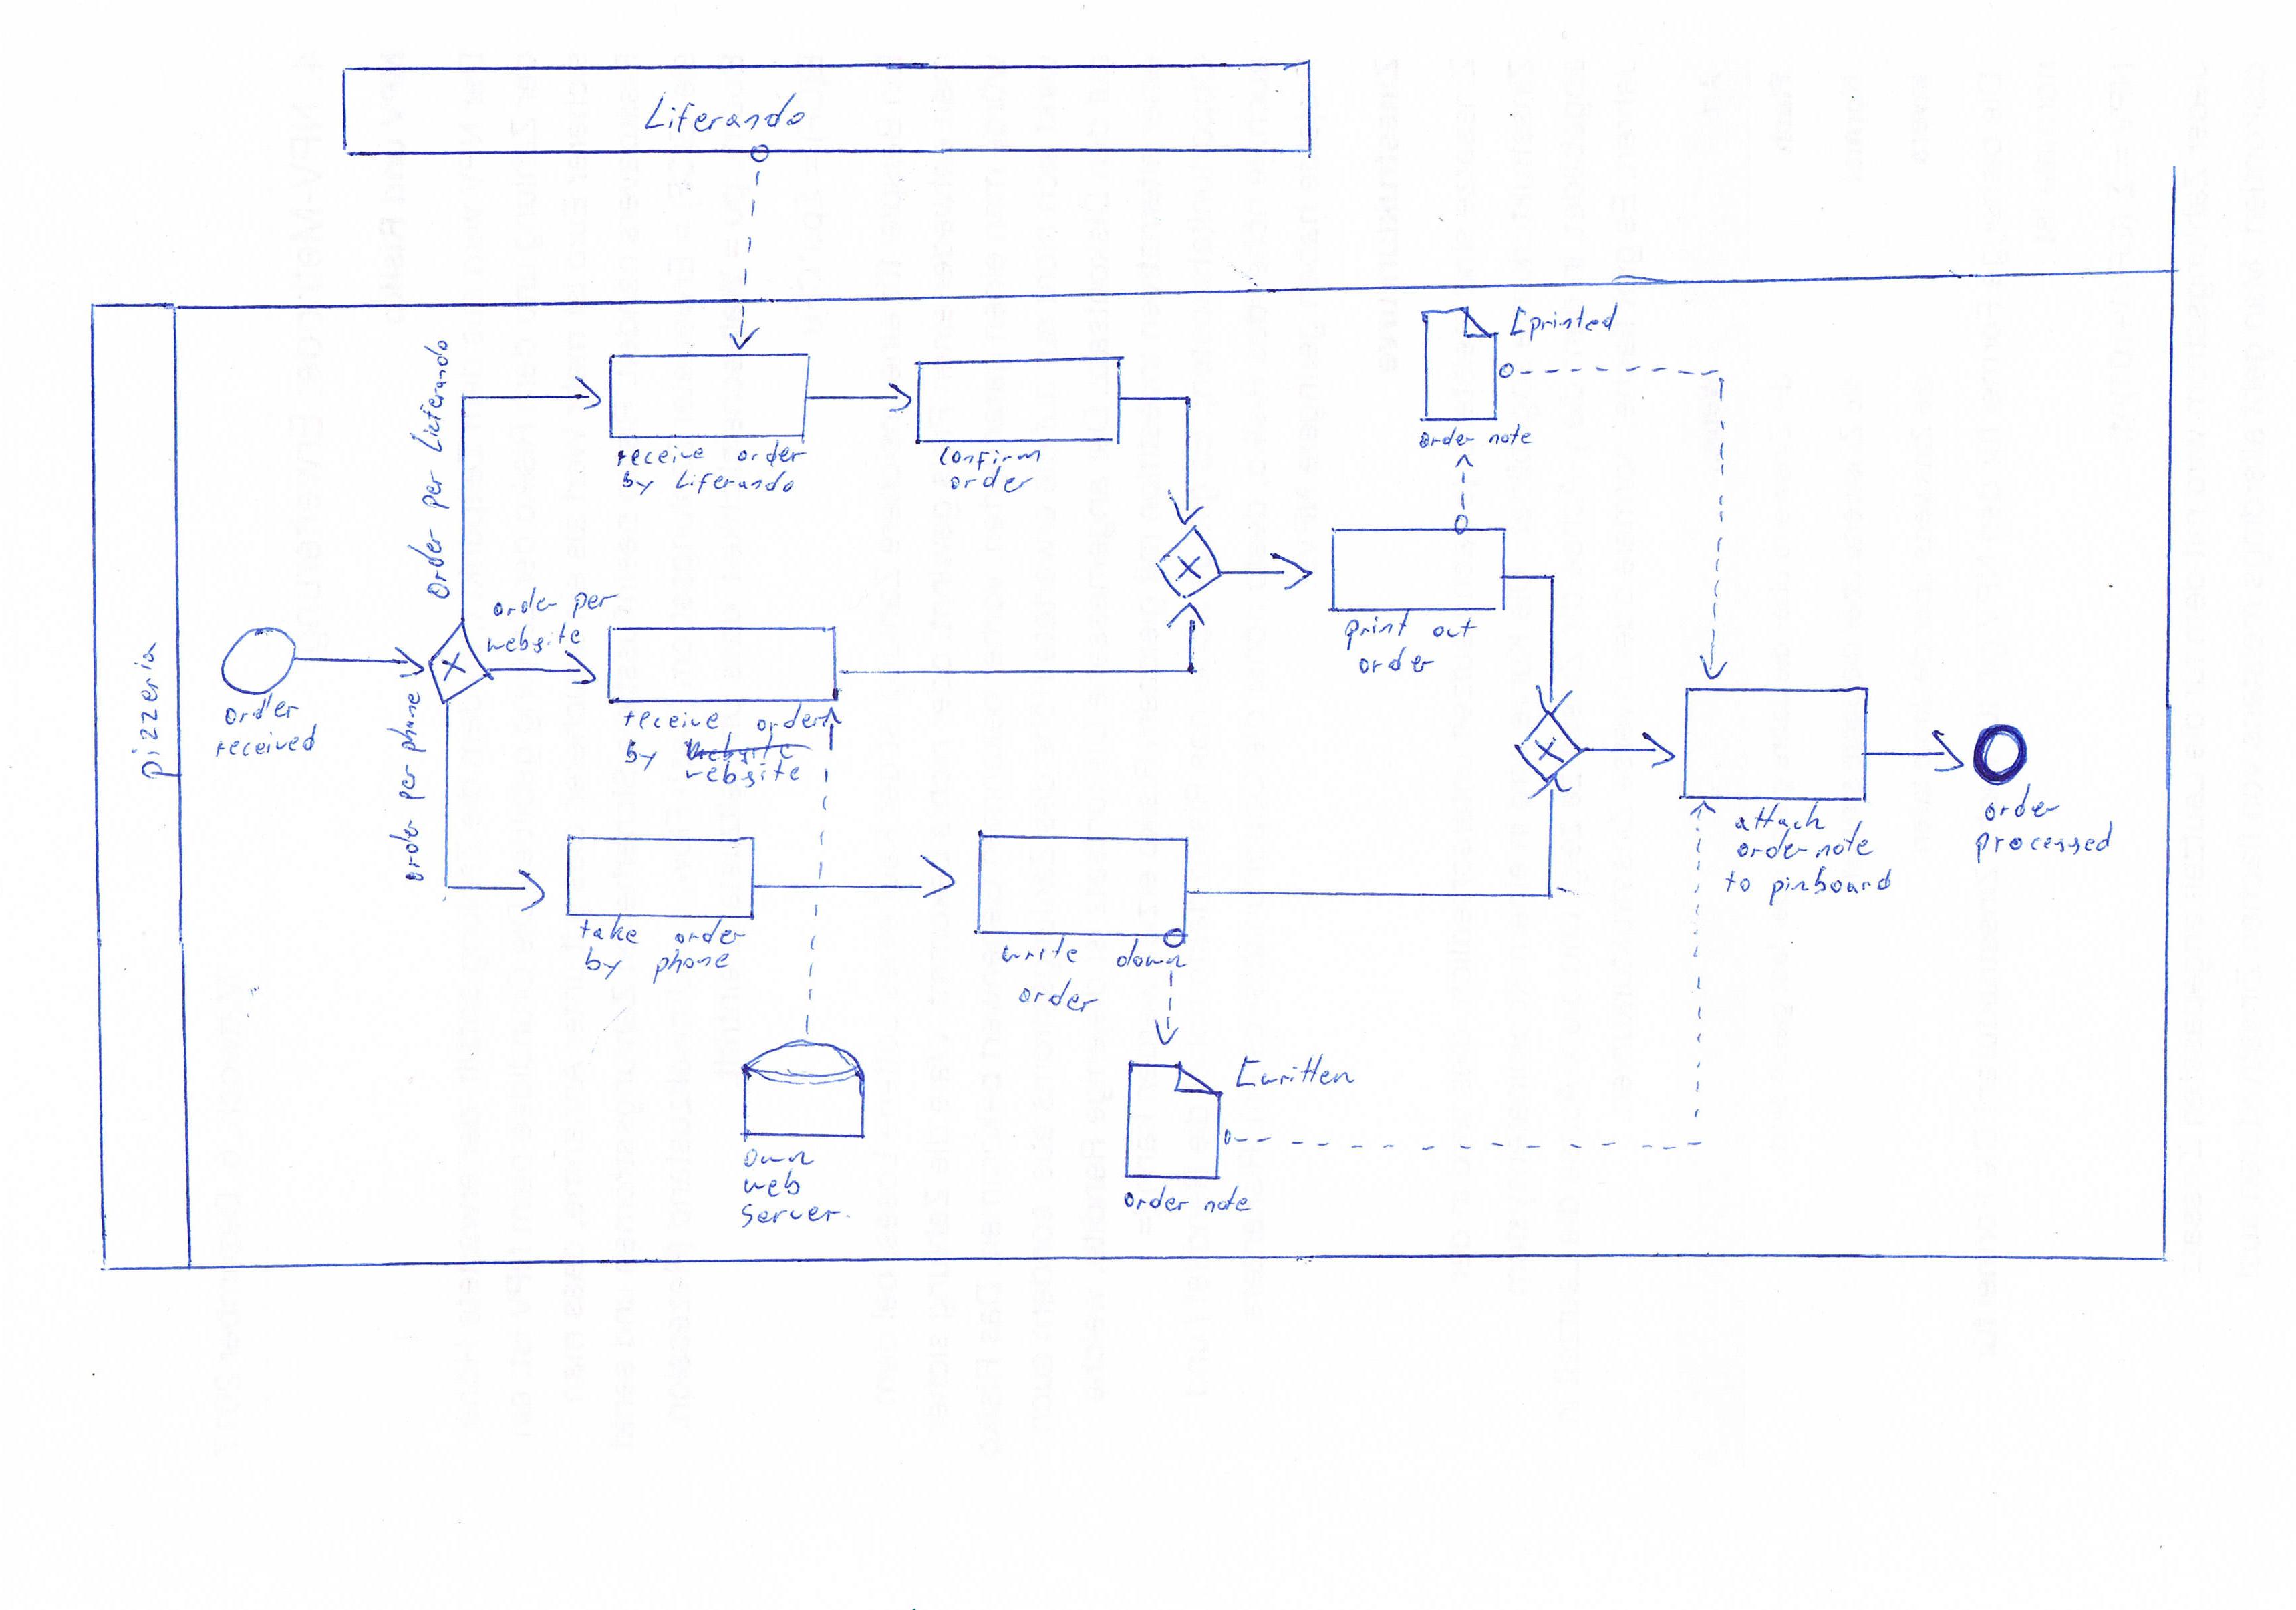 Liferando
pizzeria
order
received
Order per Liferando
order per
website
order per phone
receive order
by Liferando
confirm
order
receive order
by website
website
take order
by phone
write down
order
own
web
server.
[printed
order note
print out
order
[written
order note
attach
order note
to pinboard
order
processed